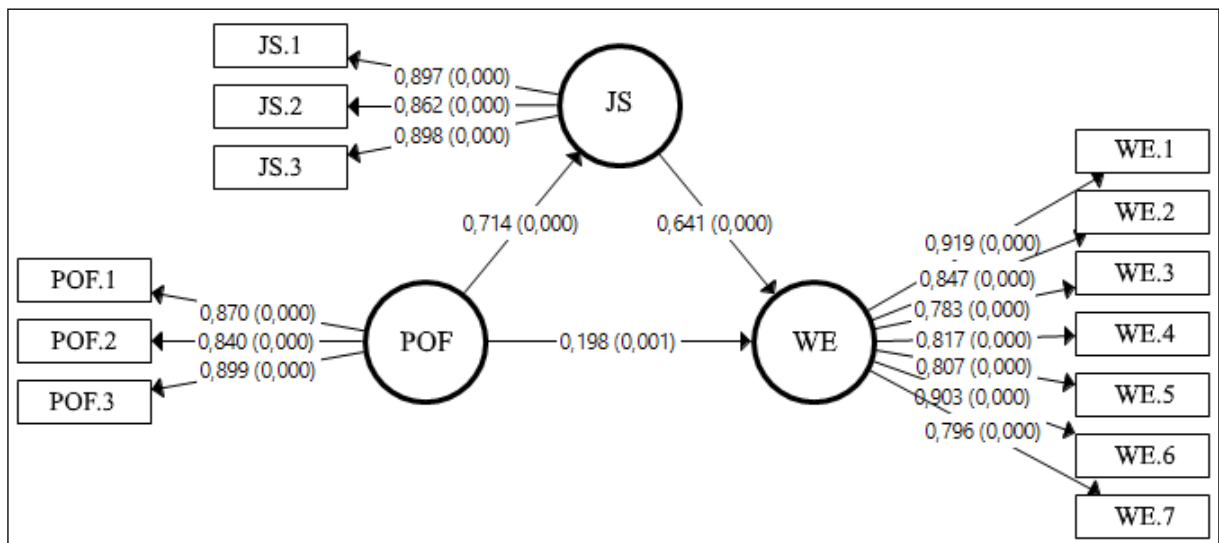 JS.1
JS.2
JS.3
0,897 (0,000)
0,862 (0,000)
0,898 (0,000)
JS
0,714 (0,000)
0,641 (0,000)
POF.1
POF.2
POF.3
0,870 (0,000)
0,840 (0,000)
0,899 (0,000)
POF
0,198 (0,001)
WE
0,919 (0,000)
0,847 (0,000)
0,783 (0,000)
0,817 (0,000)
0,807 (0,000)
0,903 (0,000)
0,796 (0,000)
WE.1
WE.2
WE.3
WE.4
WE.5
WE.6
WE.7